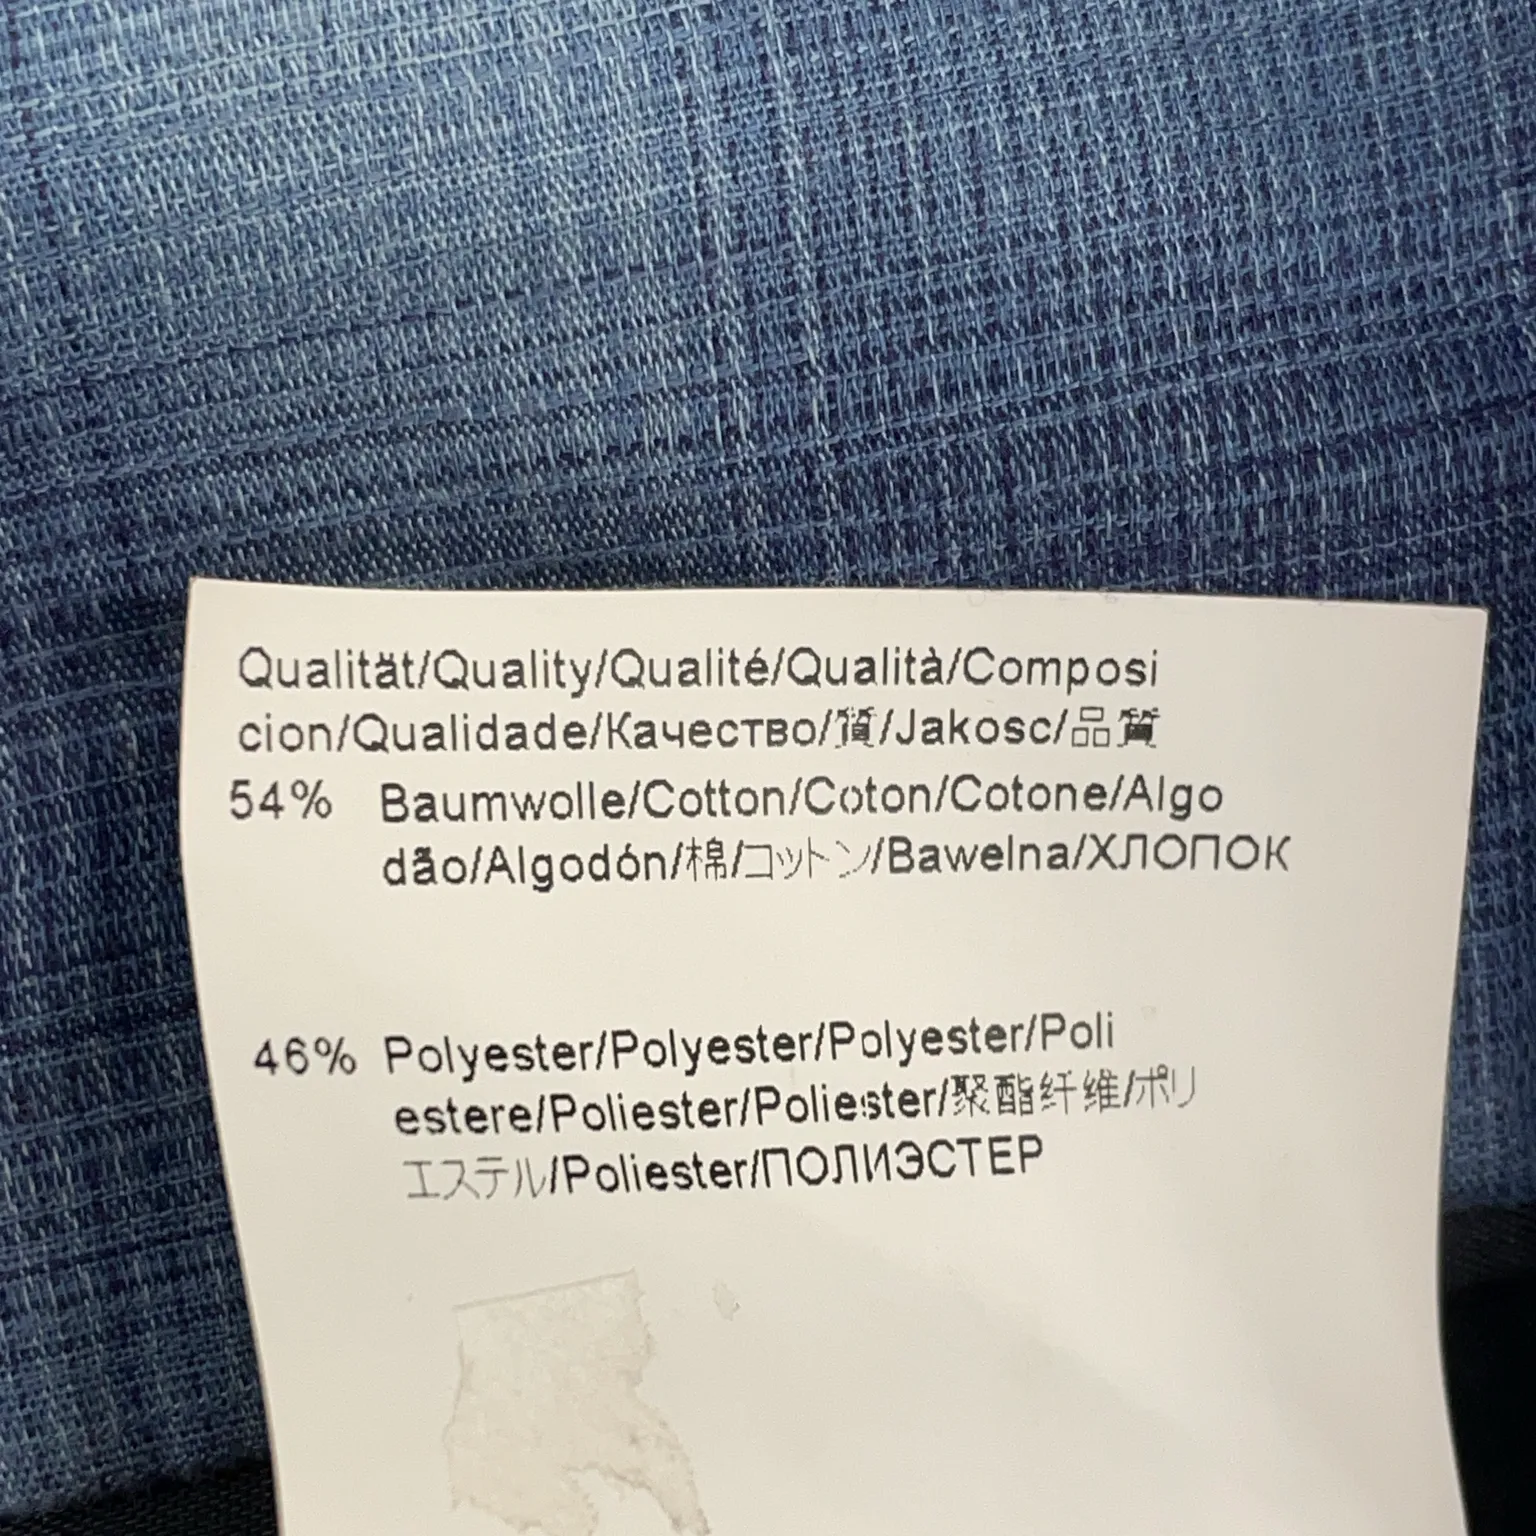 Qualität/Quality/Qualité/Qualità/Composi
cion/Qualidade/Качество/質/Jakosc/品質
54% Baumwolle/Cotton/Coton/Cotone/Algo
dão/Algodón/棉/コットン/Bawelna/ХЛОПОК
46% Polyester/Polyester/Polyester/Poli
estere/Poliester/Poliester/聚酯纤维/ポリ
エステル/Poliester/ПОЛИЭСТЕР